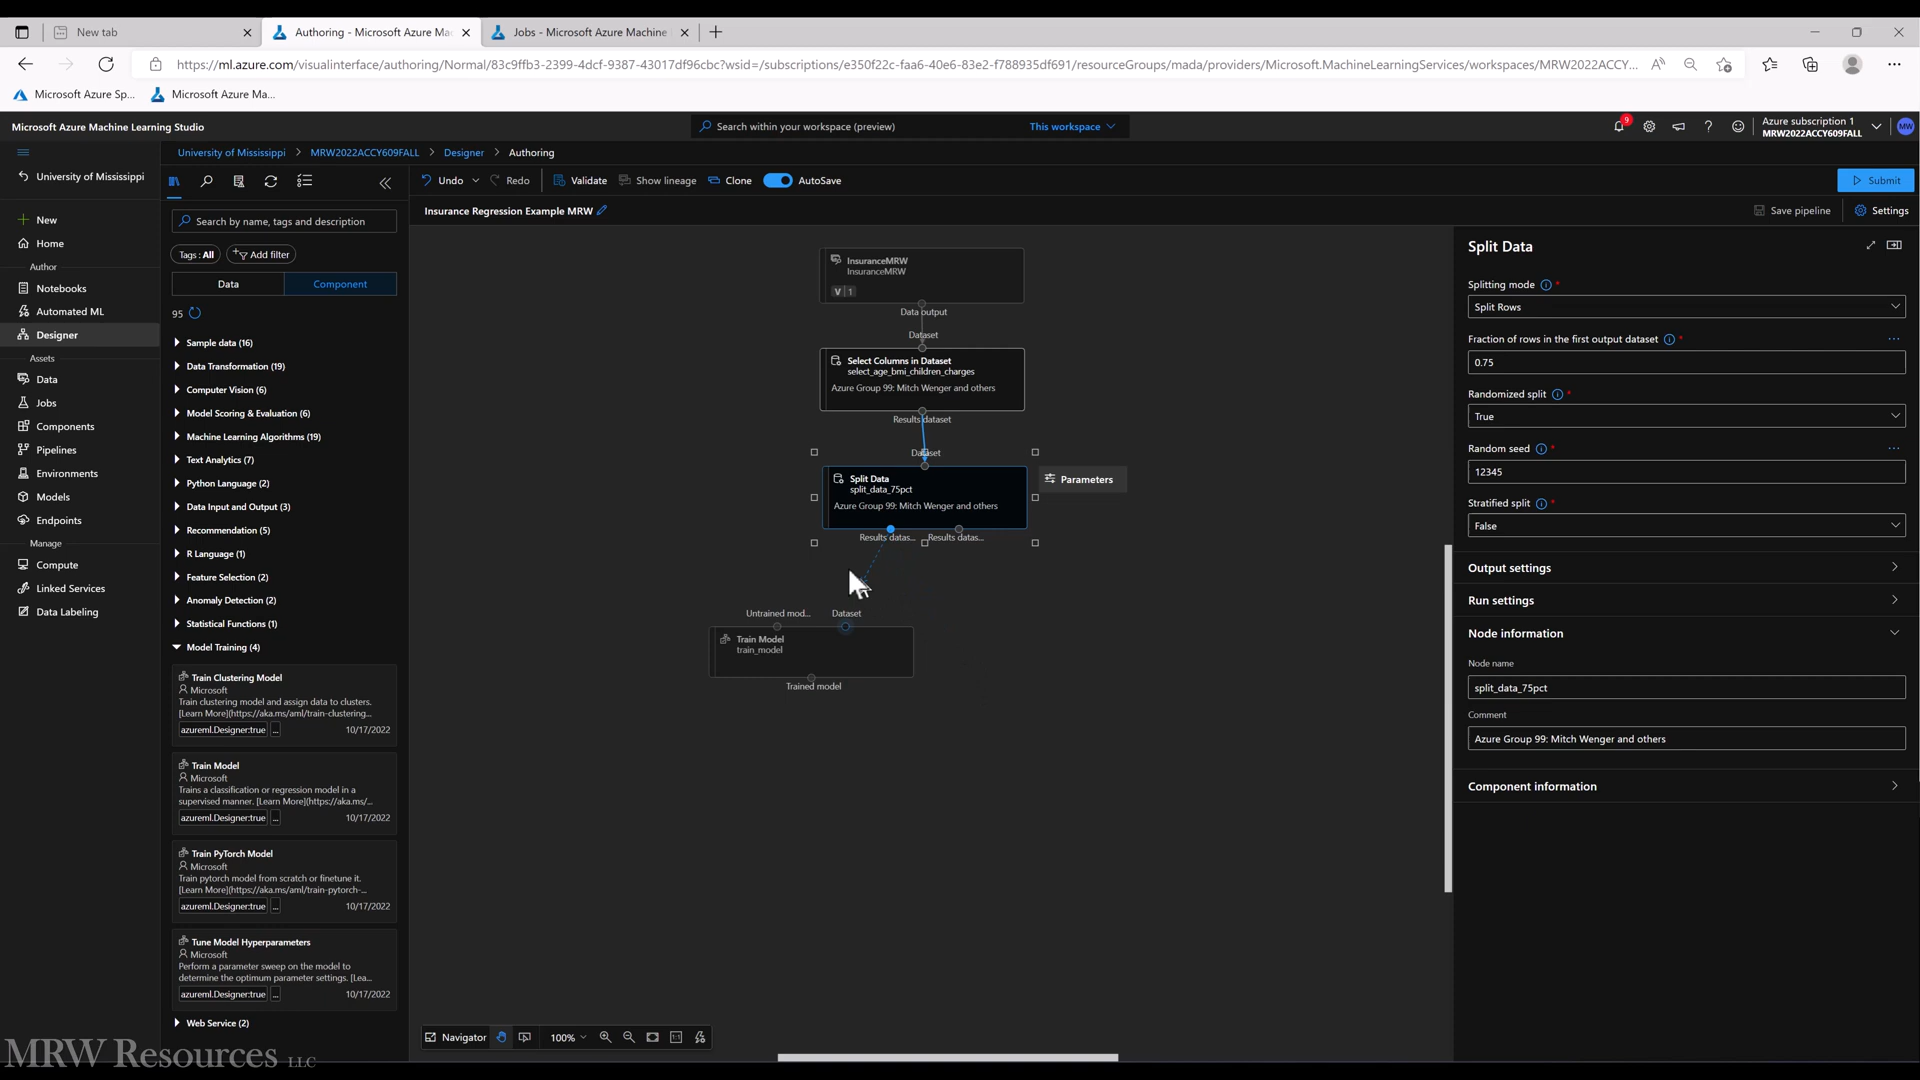 New tab
Authoring - Microsoft Azure Ma
Jobs - Microsoft Azure Machine
https://ml.azure.com/visualinterface/authoring/Normal/83c9ffb3-2399-4dcf-9387-43017df96cbc?wsid=/subscriptions/e350f22c-faa6-40e6-83e2-f788935df691/resourceGroups/mada/providers/Microsoft.MachineLearningServices/workspaces/MRW2022ACCY...
Microsoft Azure Sp...
Microsoft Azure Ma...
Microsoft Azure Machine Learning Studio
Search within your workspace (preview)
This workspace
9
Azure subscription 1
MRW2022ACCY609FALL
MW
University of Mississippi
University of Mississippi > MRW2022ACCY609FALL > Designer > Authoring
New
Home
Author
Notebooks
Automated ML
Designer
Assets
Data
Jobs
Components
Pipelines
Environments
Models
Endpoints
Manage
Compute
Linked Services
Data Labeling
Search by name, tags and description
Tags : All
Add filter
Data
Component
95
Sample data (16)
Data Transformation (19)
Computer Vision (6)
Model Scoring & Evaluation (6)
Machine Learning Algorithms (19)
Text Analytics (7)
Python Language (2)
Data Input and Output (3)
Recommendation (5)
R Language (1)
Feature Selection (2)
Anomaly Detection (2)
Statistical Functions (1)
Model Training (4)
Train Clustering Model
Microsoft
Train clustering model and assign data to clusters.
[Learn More](https://aka.ms/aml/train-clustering...
azureml.Designer:true ... 10/17/2022
Train Model
Microsoft
Trains a classification or regression model in a
supervised manner. [Learn More](https://aka.ms/...
azureml.Designer:true ... 10/17/2022
Train PyTorch Model
Microsoft
Train pytorch model from scratch or finetune it.
[Learn More](https://aka.ms/aml/train-pytorch-...
azureml.Designer:true ... 10/17/2022
Tune Model Hyperparameters
Microsoft
Perform a parameter sweep on the model to
determine the optimum parameter settings. [Lea...
azureml.Designer:true ... 10/17/2022
Web Service (2)
Undo
Redo
Validate
Show lineage
Clone
AutoSave
Submit
Insurance Regression Example MRW
Save pipeline
Settings
InsuranceMRW
InsuranceMRW
V 1
Data output
Dataset
Select Columns in Dataset
select_age_bmi_children_charges
Azure Group 99: Mitch Wenger and others
Results dataset
Dataset
Split Data
split_data_75pct
Azure Group 99: Mitch Wenger and others
Parameters
Results datas...
Results datas...
Untrained mod...
Dataset
Train Model
train_model
Trained model
Navigator
100%
1:1
Split Data
Splitting mode *
Split Rows
Fraction of rows in the first output dataset *
0.75
Randomized split *
True
Random seed *
12345
Stratified split *
False
Output settings
Run settings
Node information
Node name
split_data_75pct
Comment
Azure Group 99: Mitch Wenger and others
Component information
MRW Resources LLC